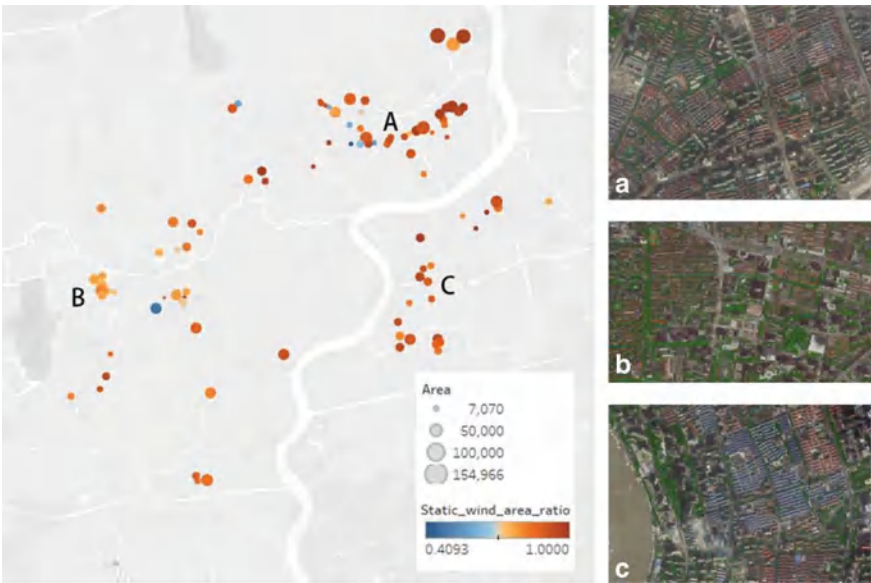 A
B
C
Area
7,070
50,000
100,000
154,966
Static_wind_area_ratio
0.4093 1.0000
a
b
c